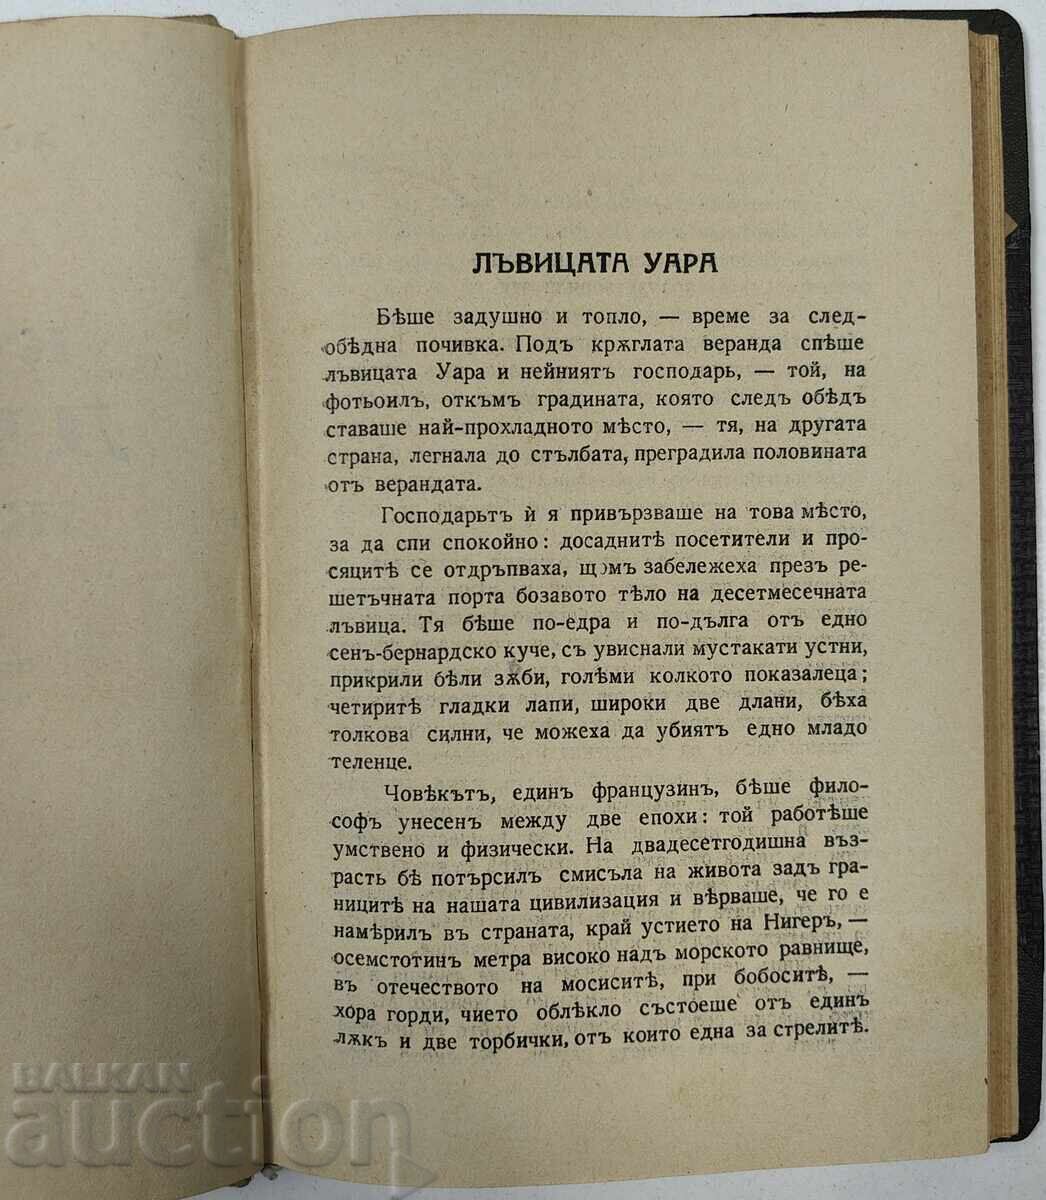 ЛЪВИЦАТА УАРА
Бѣше задушно и топло, — време за след-
обѣдна почивка. Подъ крѫглата веранда спѣше
лъвицата Уара и нейниятъ господарь, — той, на
фотьоилъ, откъмъ градината, която следъ обѣдъ
ставаше най-прохладното мѣсто, — тя, на другата
страна, легнала до стълбата, преградила половината
отъ верандата.
Господарьтъ ѝ я привързваше на това мѣсто,
за да спи спокойно: досаднитѣ посетители и про-
сяцитѣ се отдръпваха, щомъ забележеха презъ ре-
шетъчната порта бозавото тѣло на десетмесечната
лъвица. Тя бѣше по-едра и по-дълга отъ едно
сенъ-бернардско куче, съ увиснали мустакати устни,
прикрили бѣли зѫби, голѣми колкото показалеца;
четиритѣ гладки лапи, широки две длани, бѣха
толкова силни, че можеха да убиятъ едно младо
теленце.
Човѣкътъ, единъ французинъ, бѣше фило-
софъ унесенъ между две епохи: той работѣше
умствено и физически. На двадесетгодишна въз-
расть бѣ потърсилъ смисъла на живота задъ гра-
ницитѣ на нашата цивилизация и вѣрваше, че го е
намѣрилъ въ страната, край устието на Нигеръ, —
осемстотинъ метра високо надъ морското равнище,
въ отечеството на мосиситѣ, при бобоситѣ, —
хора горди, чието облѣкло състоеше отъ единъ
лѫкъ и две торбички, отъ които една за стрелитѣ.
BALKAN
auction